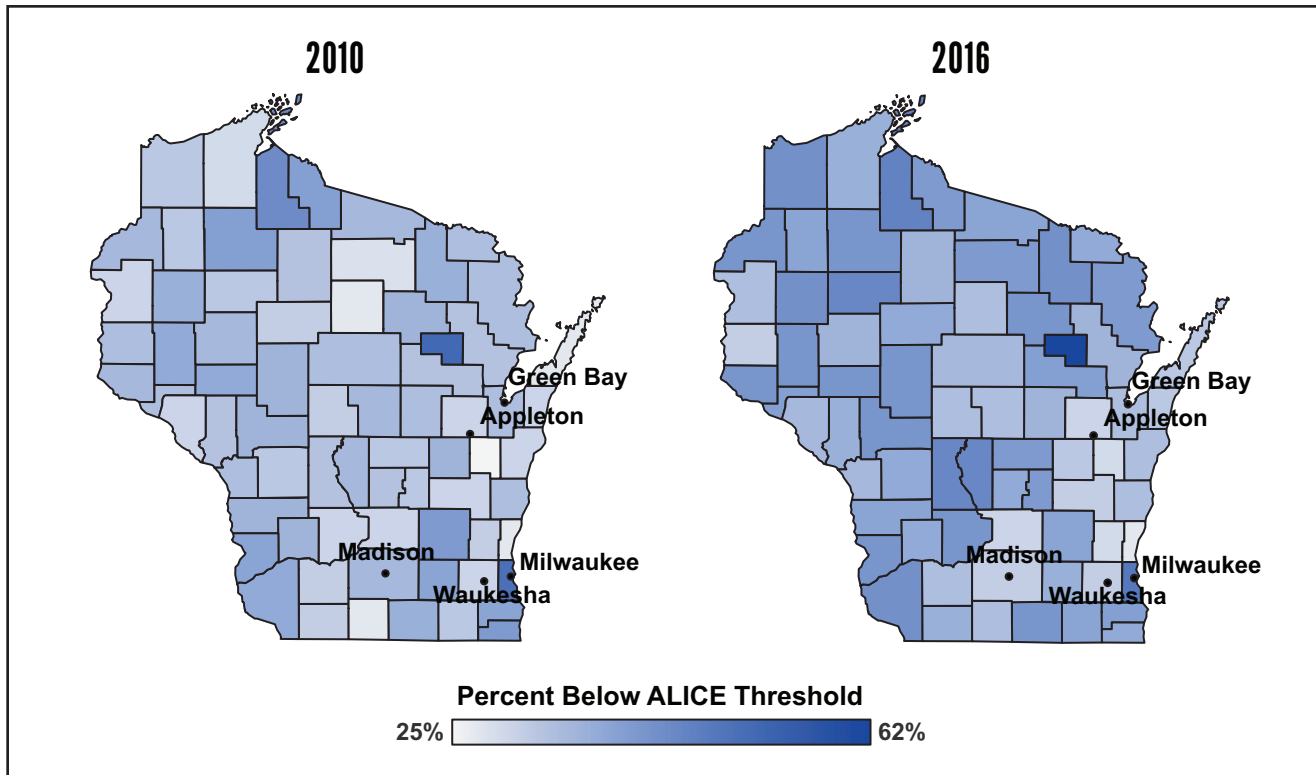 2010
2016
Green Bay
Appleton
Madison
Milwaukee
Waukesha
Green Bay
Appleton
Madison
Milwaukee
Waukesha
Percent Below ALICE Threshold
25%
62%